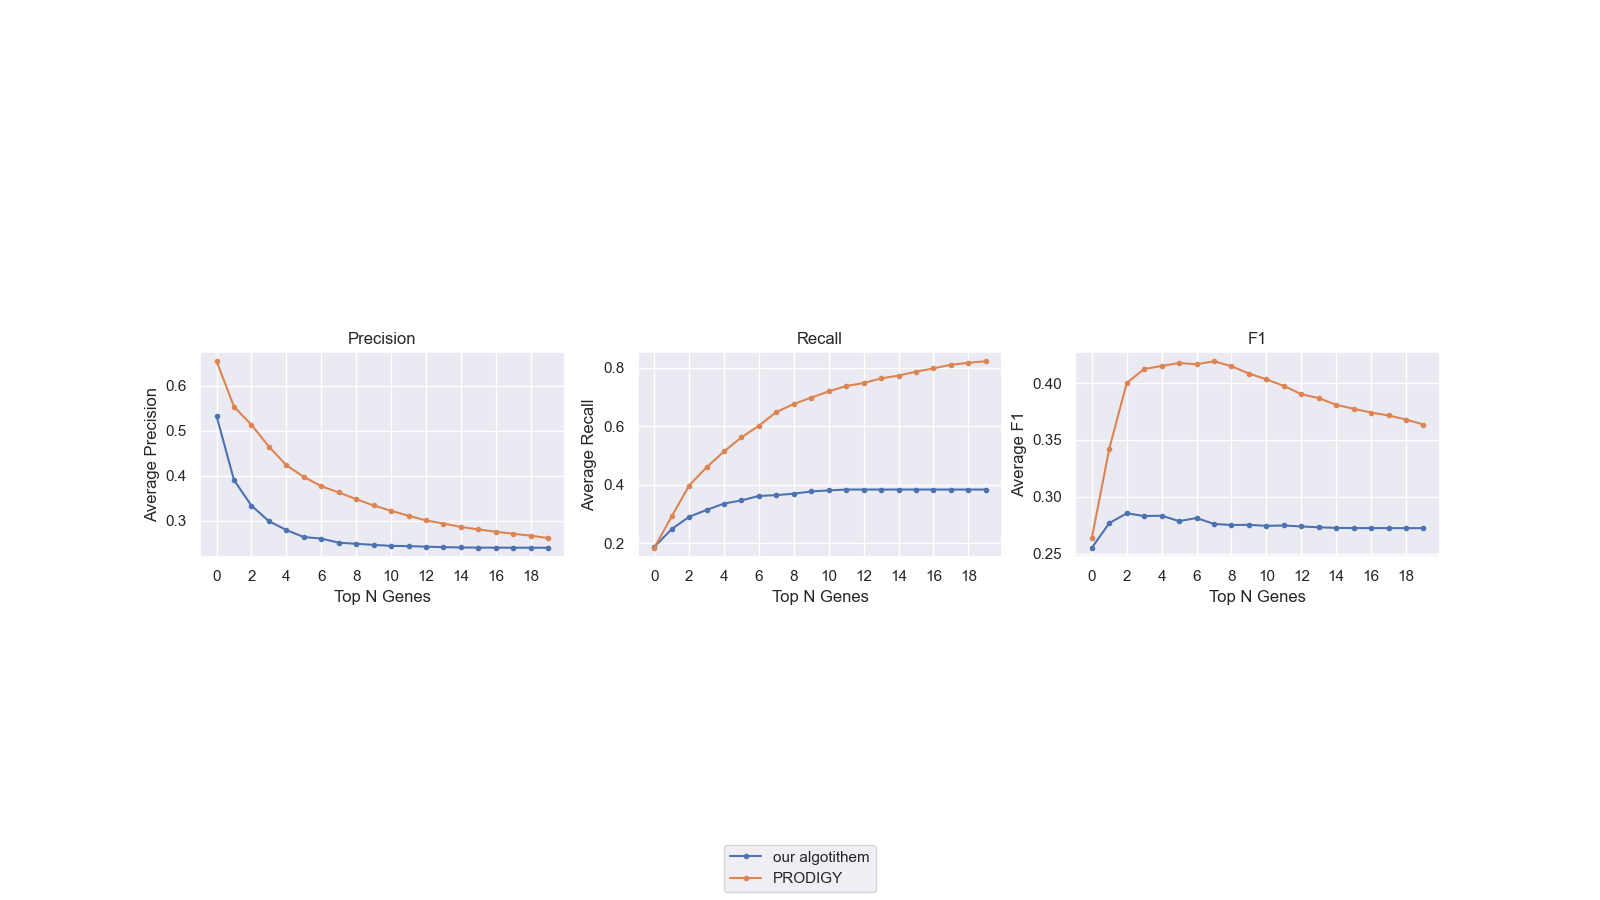 Precision
Average Precision
0.6
0.5
0.4
0.3
0 2 4 6 8 10 12 14 16 18
Top N Genes
Recall
Average Recall
0.8
0.6
0.4
0.2
0 2 4 6 8 10 12 14 16 18
Top N Genes
F1
Average F1
0.40
0.35
0.30
0.25
0 2 4 6 8 10 12 14 16 18
Top N Genes
our algotithem
PRODIGY